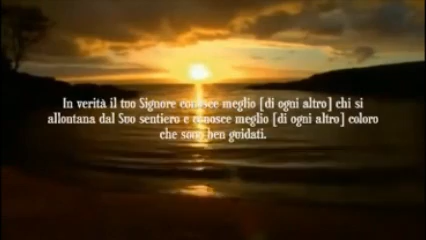 In verità il tuo Signore conosce meglio [di ogni altro] chi si
allontana dal Suo sentiero e conosce meglio [di ogni altro] coloro
che sono ben guidati.